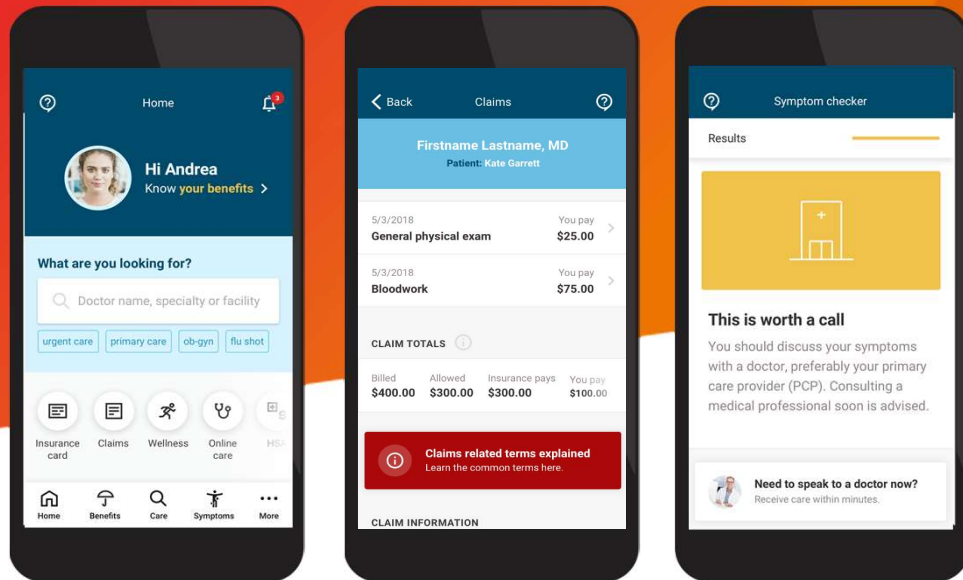 Home
3
Hi Andrea
Know your benefits
What are you looking for?
Doctor name, specialty or facility
urgent care
primary care
ob-gyn
flu shot
Insurance card
Claims
Wellness
Online care
HSA
Home
Benefits
Care
Symptoms
More
Back
Claims
Firstname Lastname, MD
Patient: Kate Garrett
5/3/2018
You pay
General physical exam
$25.00
5/3/2018
You pay
Bloodwork
$75.00
CLAIM TOTALS
Billed
Allowed
Insurance pays
You pay
$400.00
$300.00
$300.00
$100.00
Claims related terms explained
Learn the common terms here.
CLAIM INFORMATION
Symptom checker
Results
This is worth a call
You should discuss your symptoms
with a doctor, preferably your primary
care provider (PCP). Consulting a
medical professional soon is advised.
Need to speak to a doctor now?
Receive care within minutes.